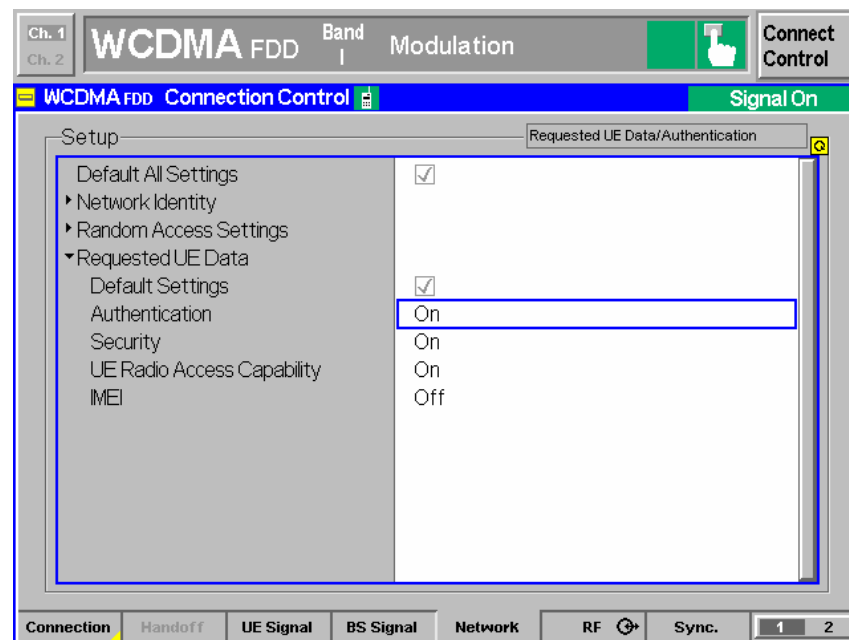 Ch. 1
Ch. 2
WCDMA FDD
Band
I
Modulation
Connect
Control
WCDMA FDD Connection Control
Signal On
Setup
Requested UE Data/Authentication
Default All Settings
Network Identity
Random Access Settings
Requested UE Data
Default Settings
Authentication On
Security On
UE Radio Access Capability On
IMEI Off
Connection Handoff UE Signal BS Signal Network RF Sync. 1 2